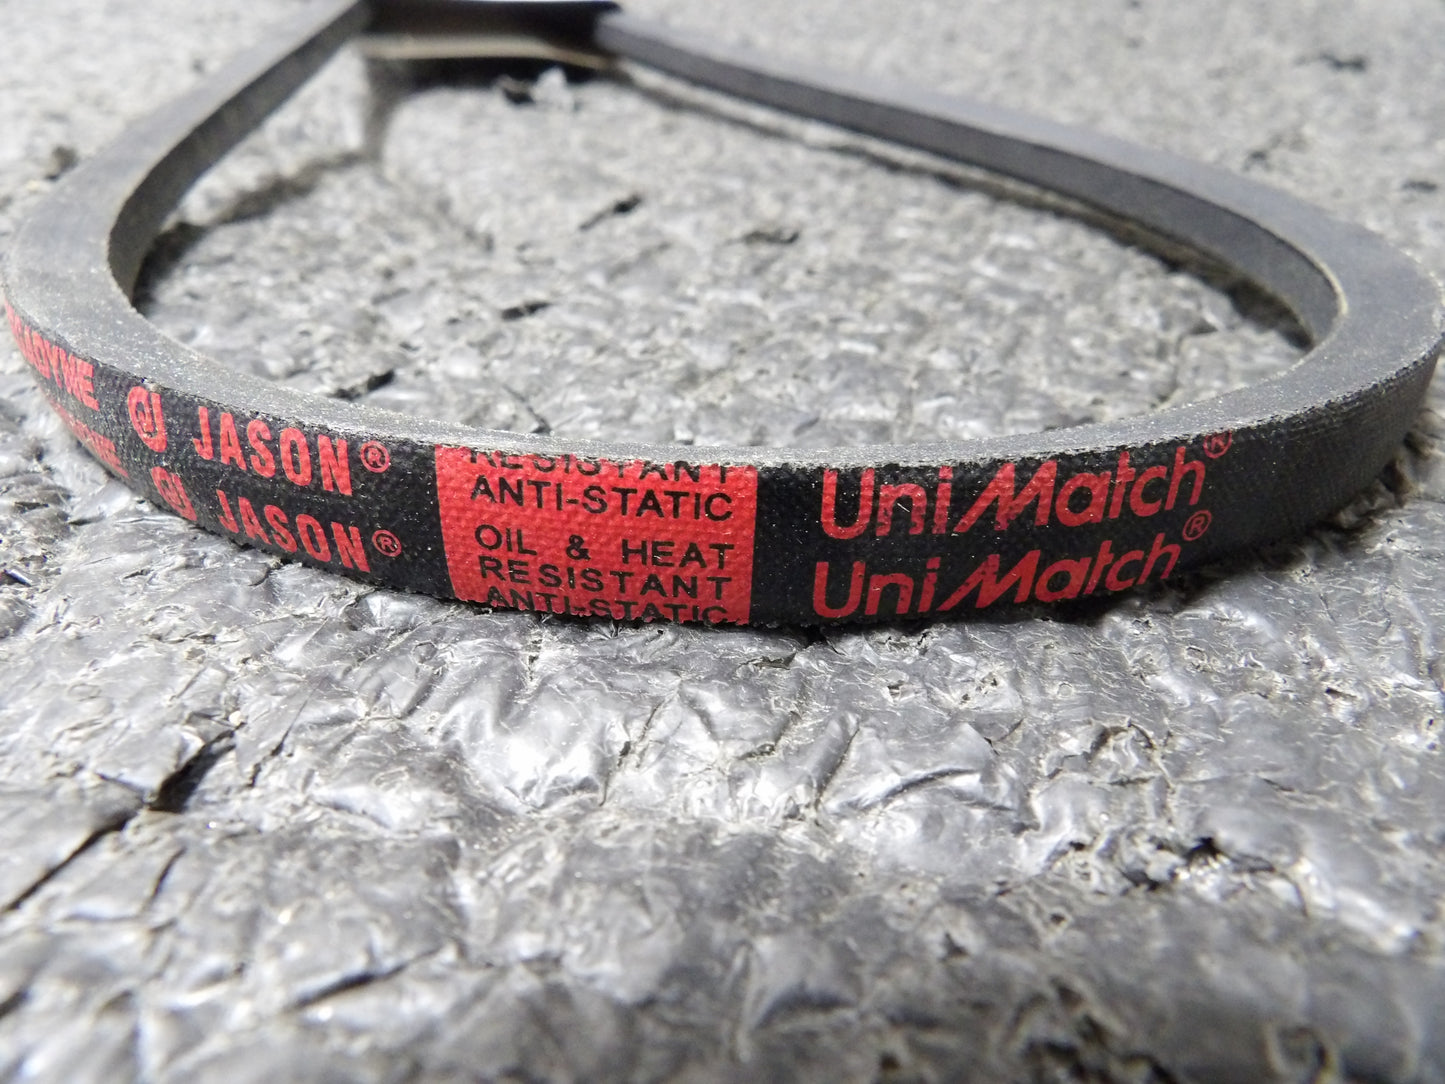 JASON®
JASON®
RESISTANT
ANTI-STATIC
OIL & HEAT
RESISTANT
ANTI-STATIC
UniMatch®
UniMatch®